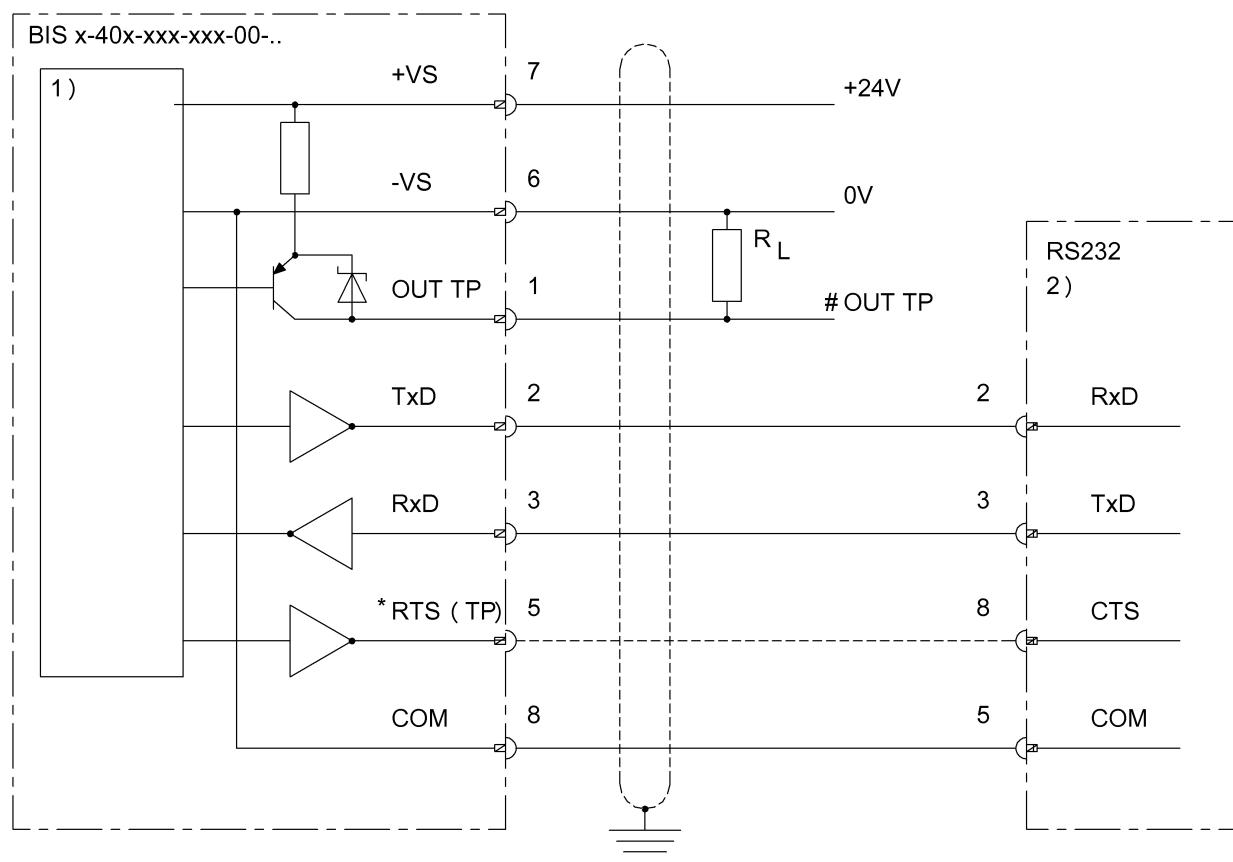 BIS x-40x-xxx-xxx-00-..
1)
+VS 7 +24V
-VS 6 0V
R L
RS232
2)
OUT TP 1 # OUT TP
TxD 2 2 RxD
RxD 3 3 TxD
* RTS ( TP) 5 8 CTS
COM 8 5 COM